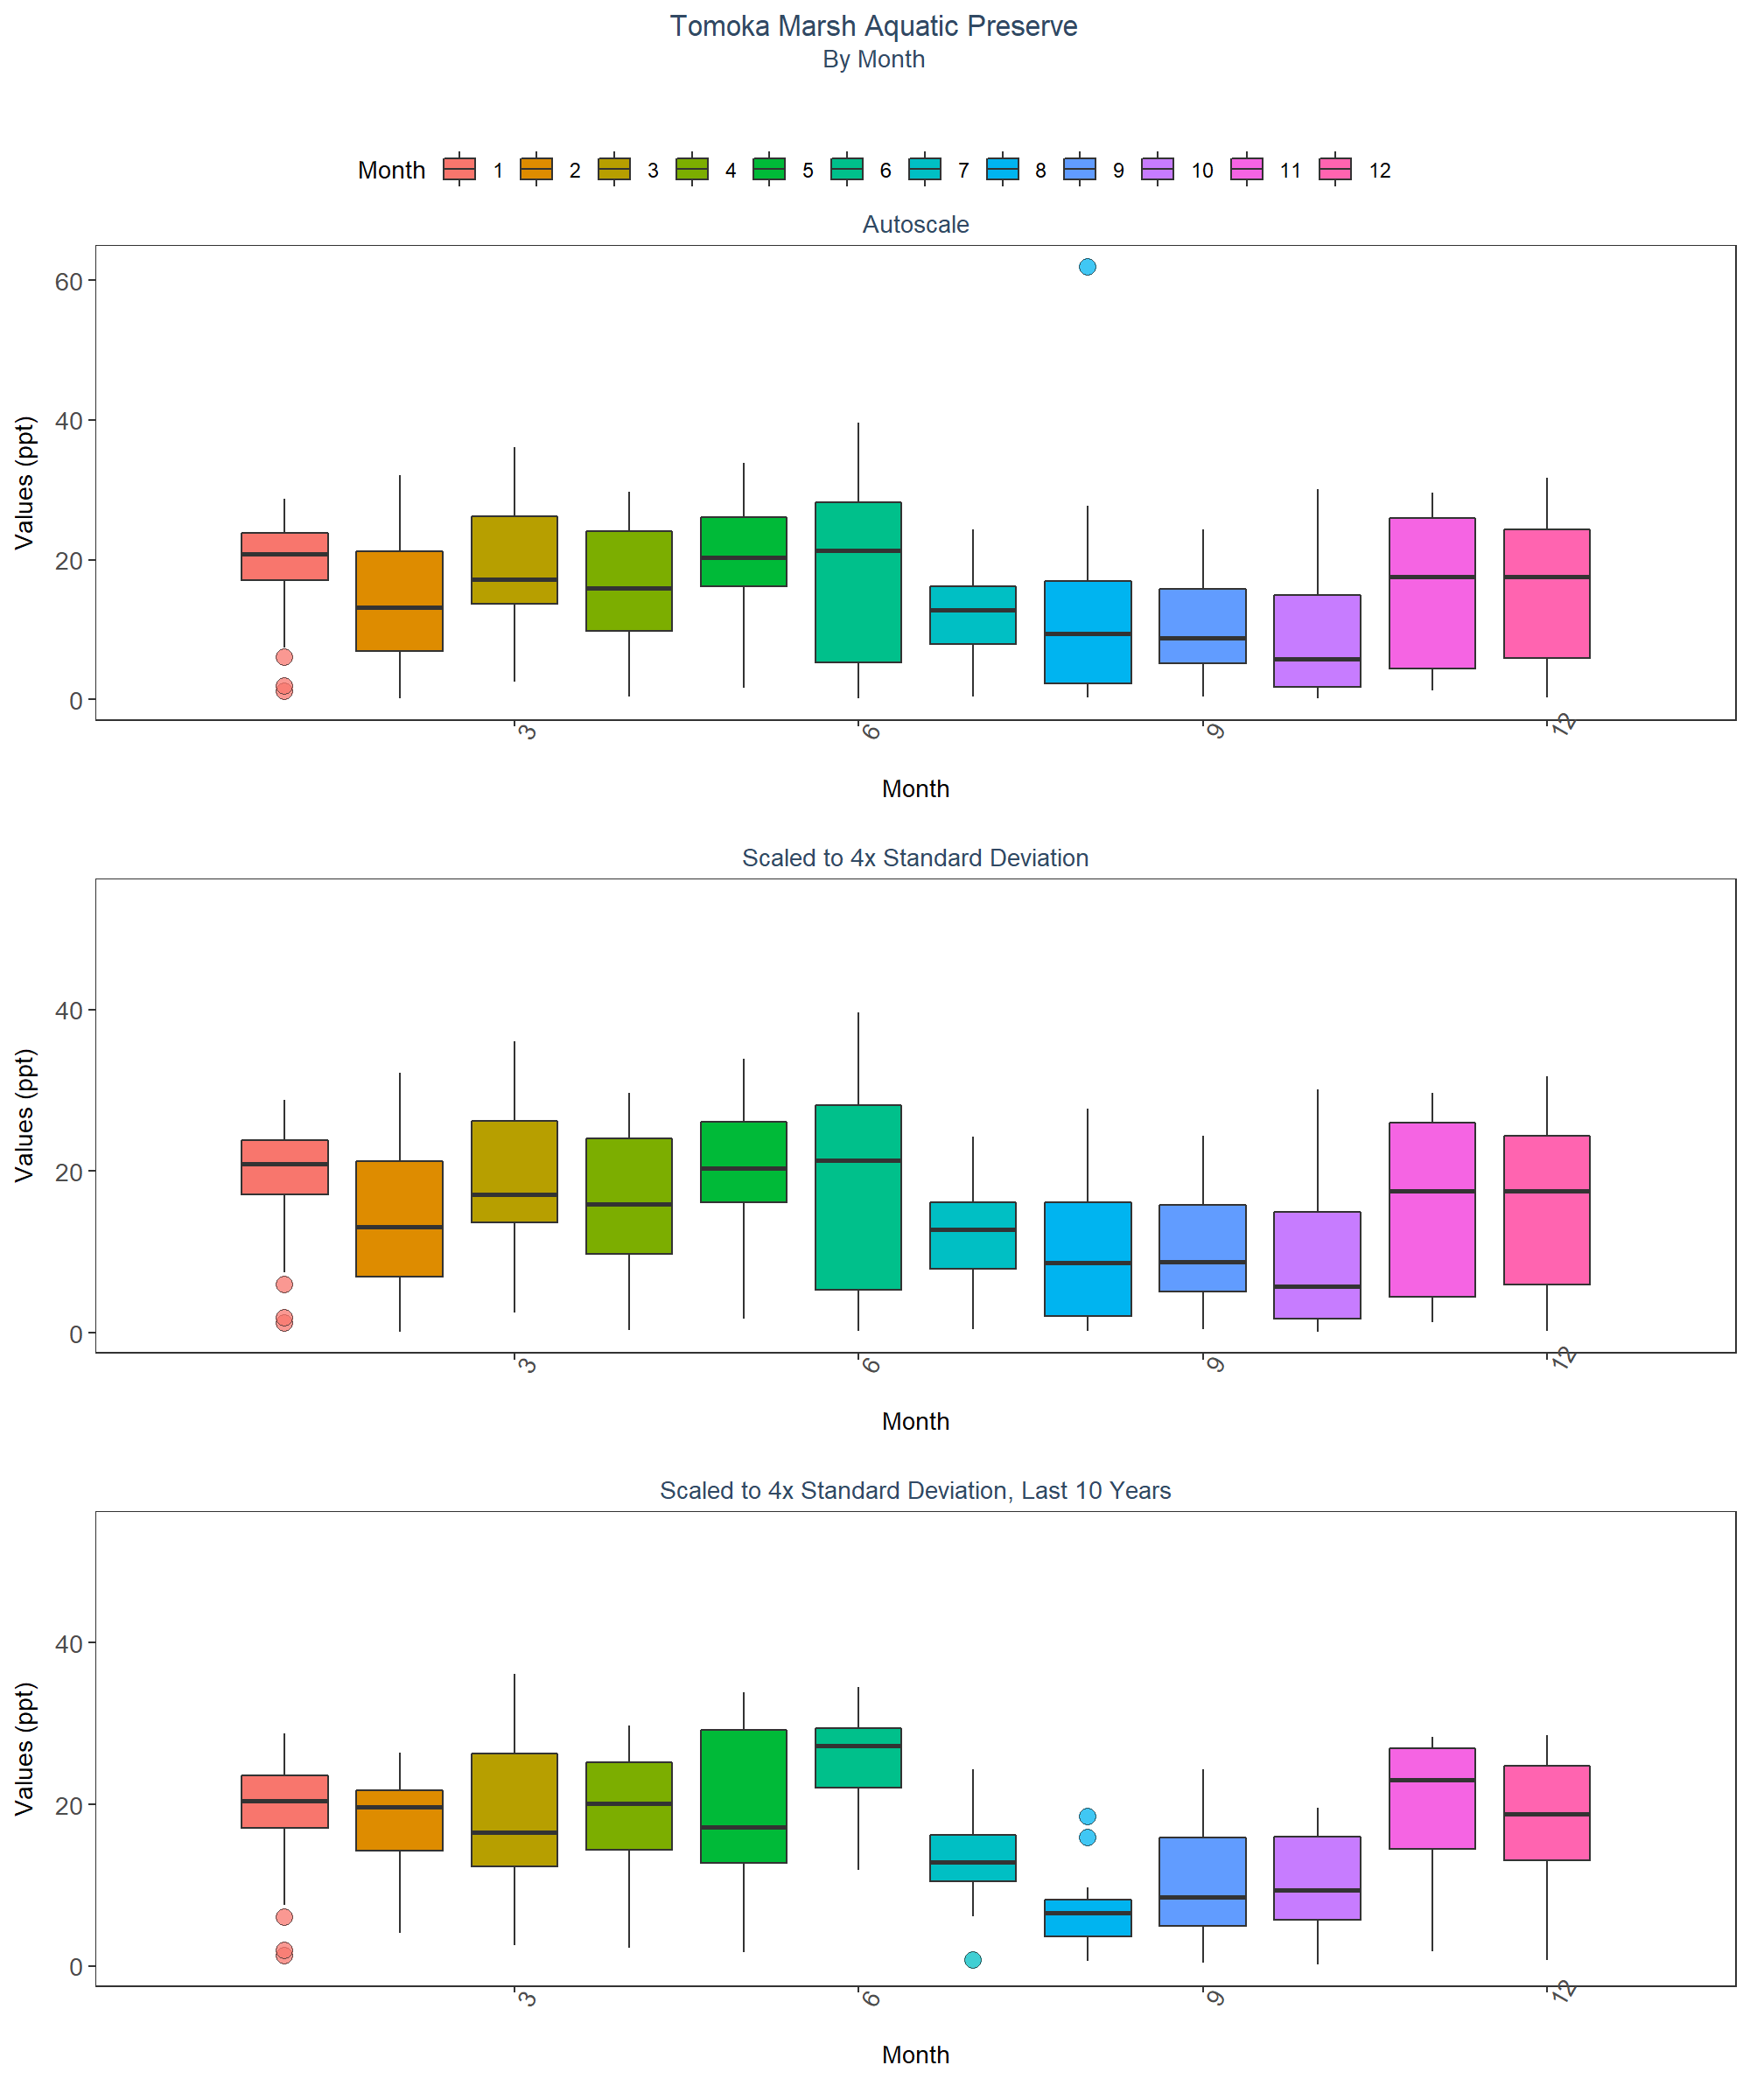 Tomoka Marsh Aquatic Preserve
By Month
Month 1 2 3 4 5 6 7 8 9 10 11 12
Autoscale
Values (ppt)
60
40
20
0
3 6 9 12
Month
Scaled to 4x Standard Deviation
Values (ppt)
40
20
0
3 6 9 12
Month
Scaled to 4x Standard Deviation, Last 10 Years
Values (ppt)
40
20
0
3 6 9 12
Month